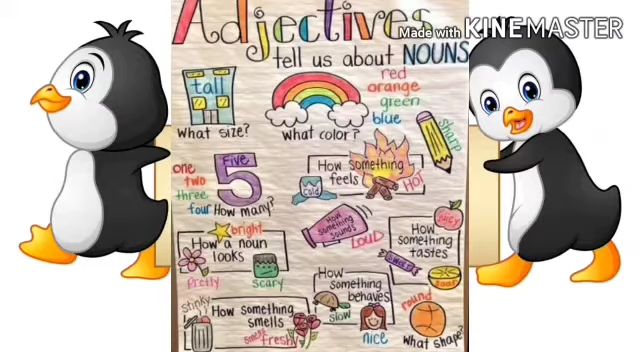 Adjectives
Made with KINEMASTER
tell us about NOUNS
tall
What size?
What color?
red
orange
green
blue
sharp
one
two
three
four
Five
5
How many?
How something
feels
cold
HOT
How
something
sounds
LOUD
How
something
tastes
juicy
sweet
sour
bright
How a noun
looks
pretty
scary
How
something
behaves
slow
nice
stinky
How something
smells
fresh
round
What shape?